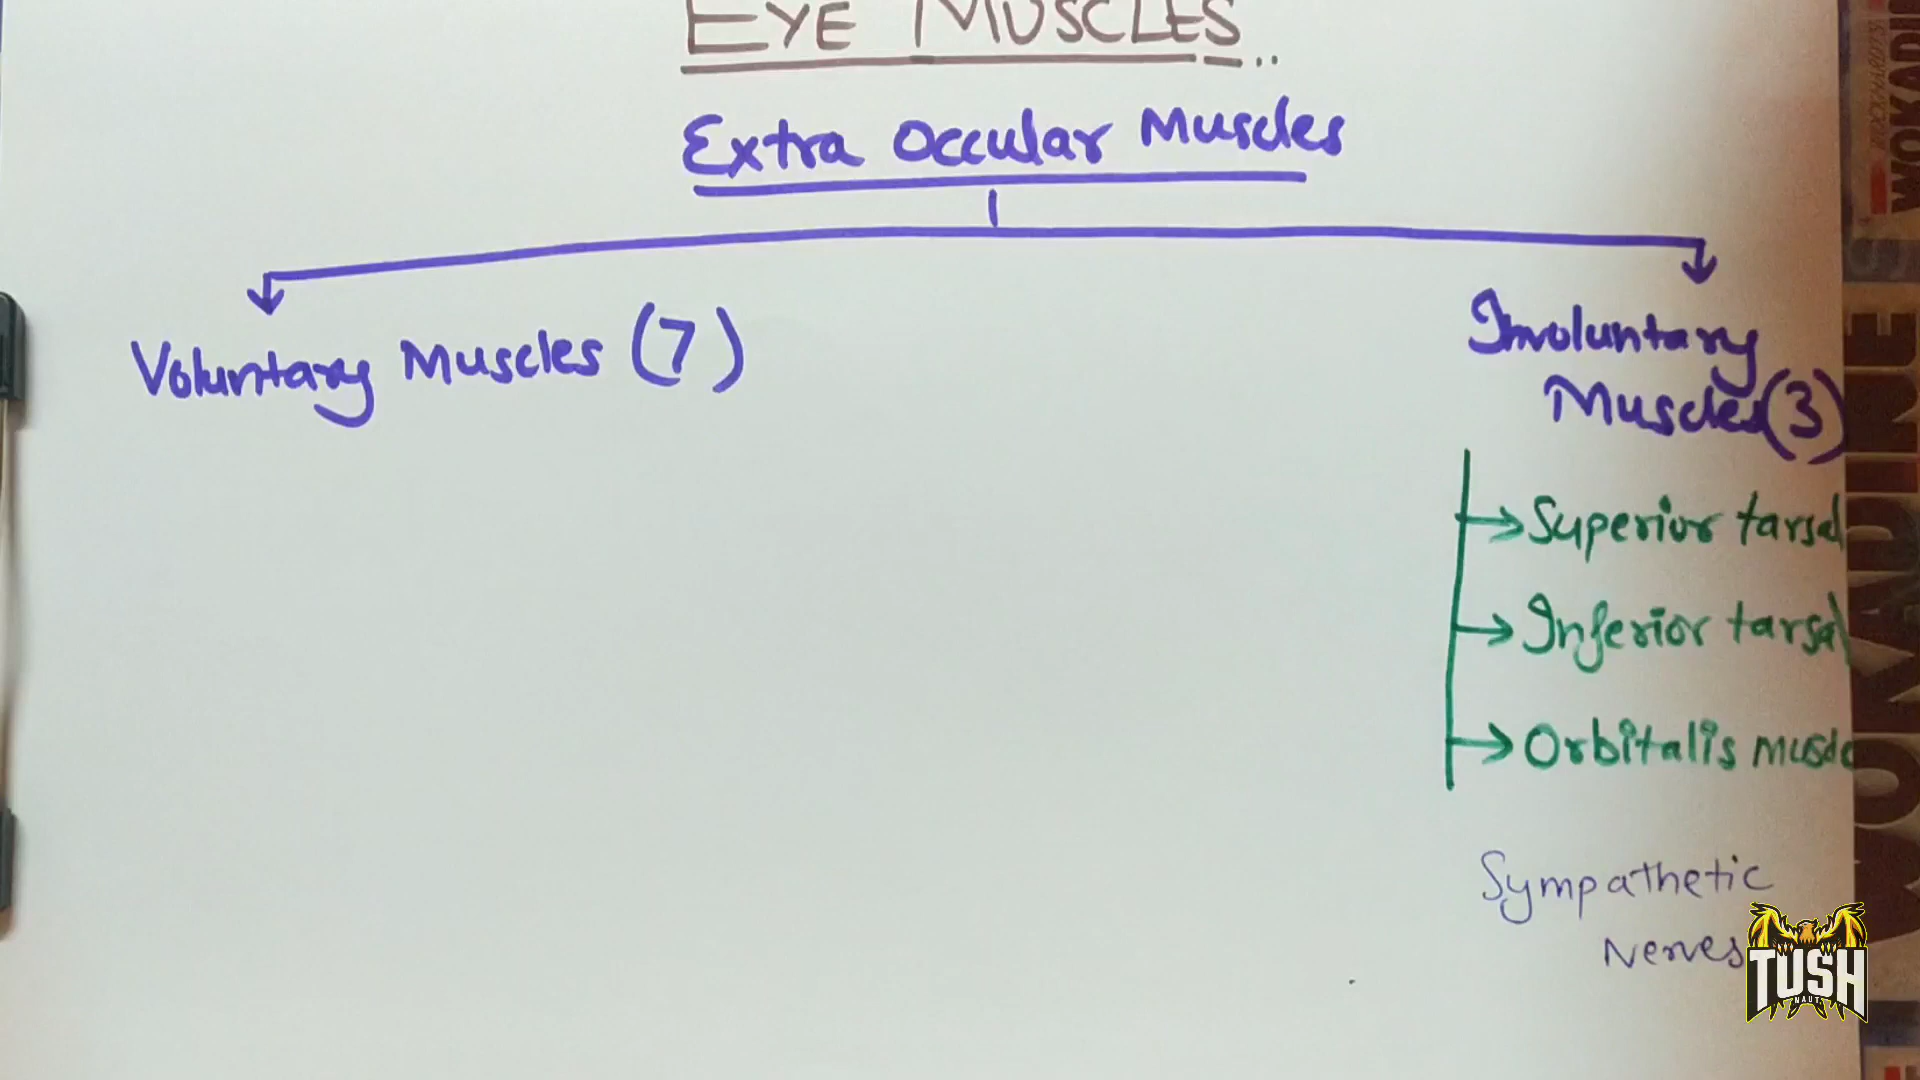 EYE MUSCLES..
Extra Occular Muscles
Voluntary Muscles (7)
Involuntary
Muscles (3)
Superior tarsal
Inferior tarsal
Orbitalis muscle
Sympathetic
Nerves
TUSH
NAUT